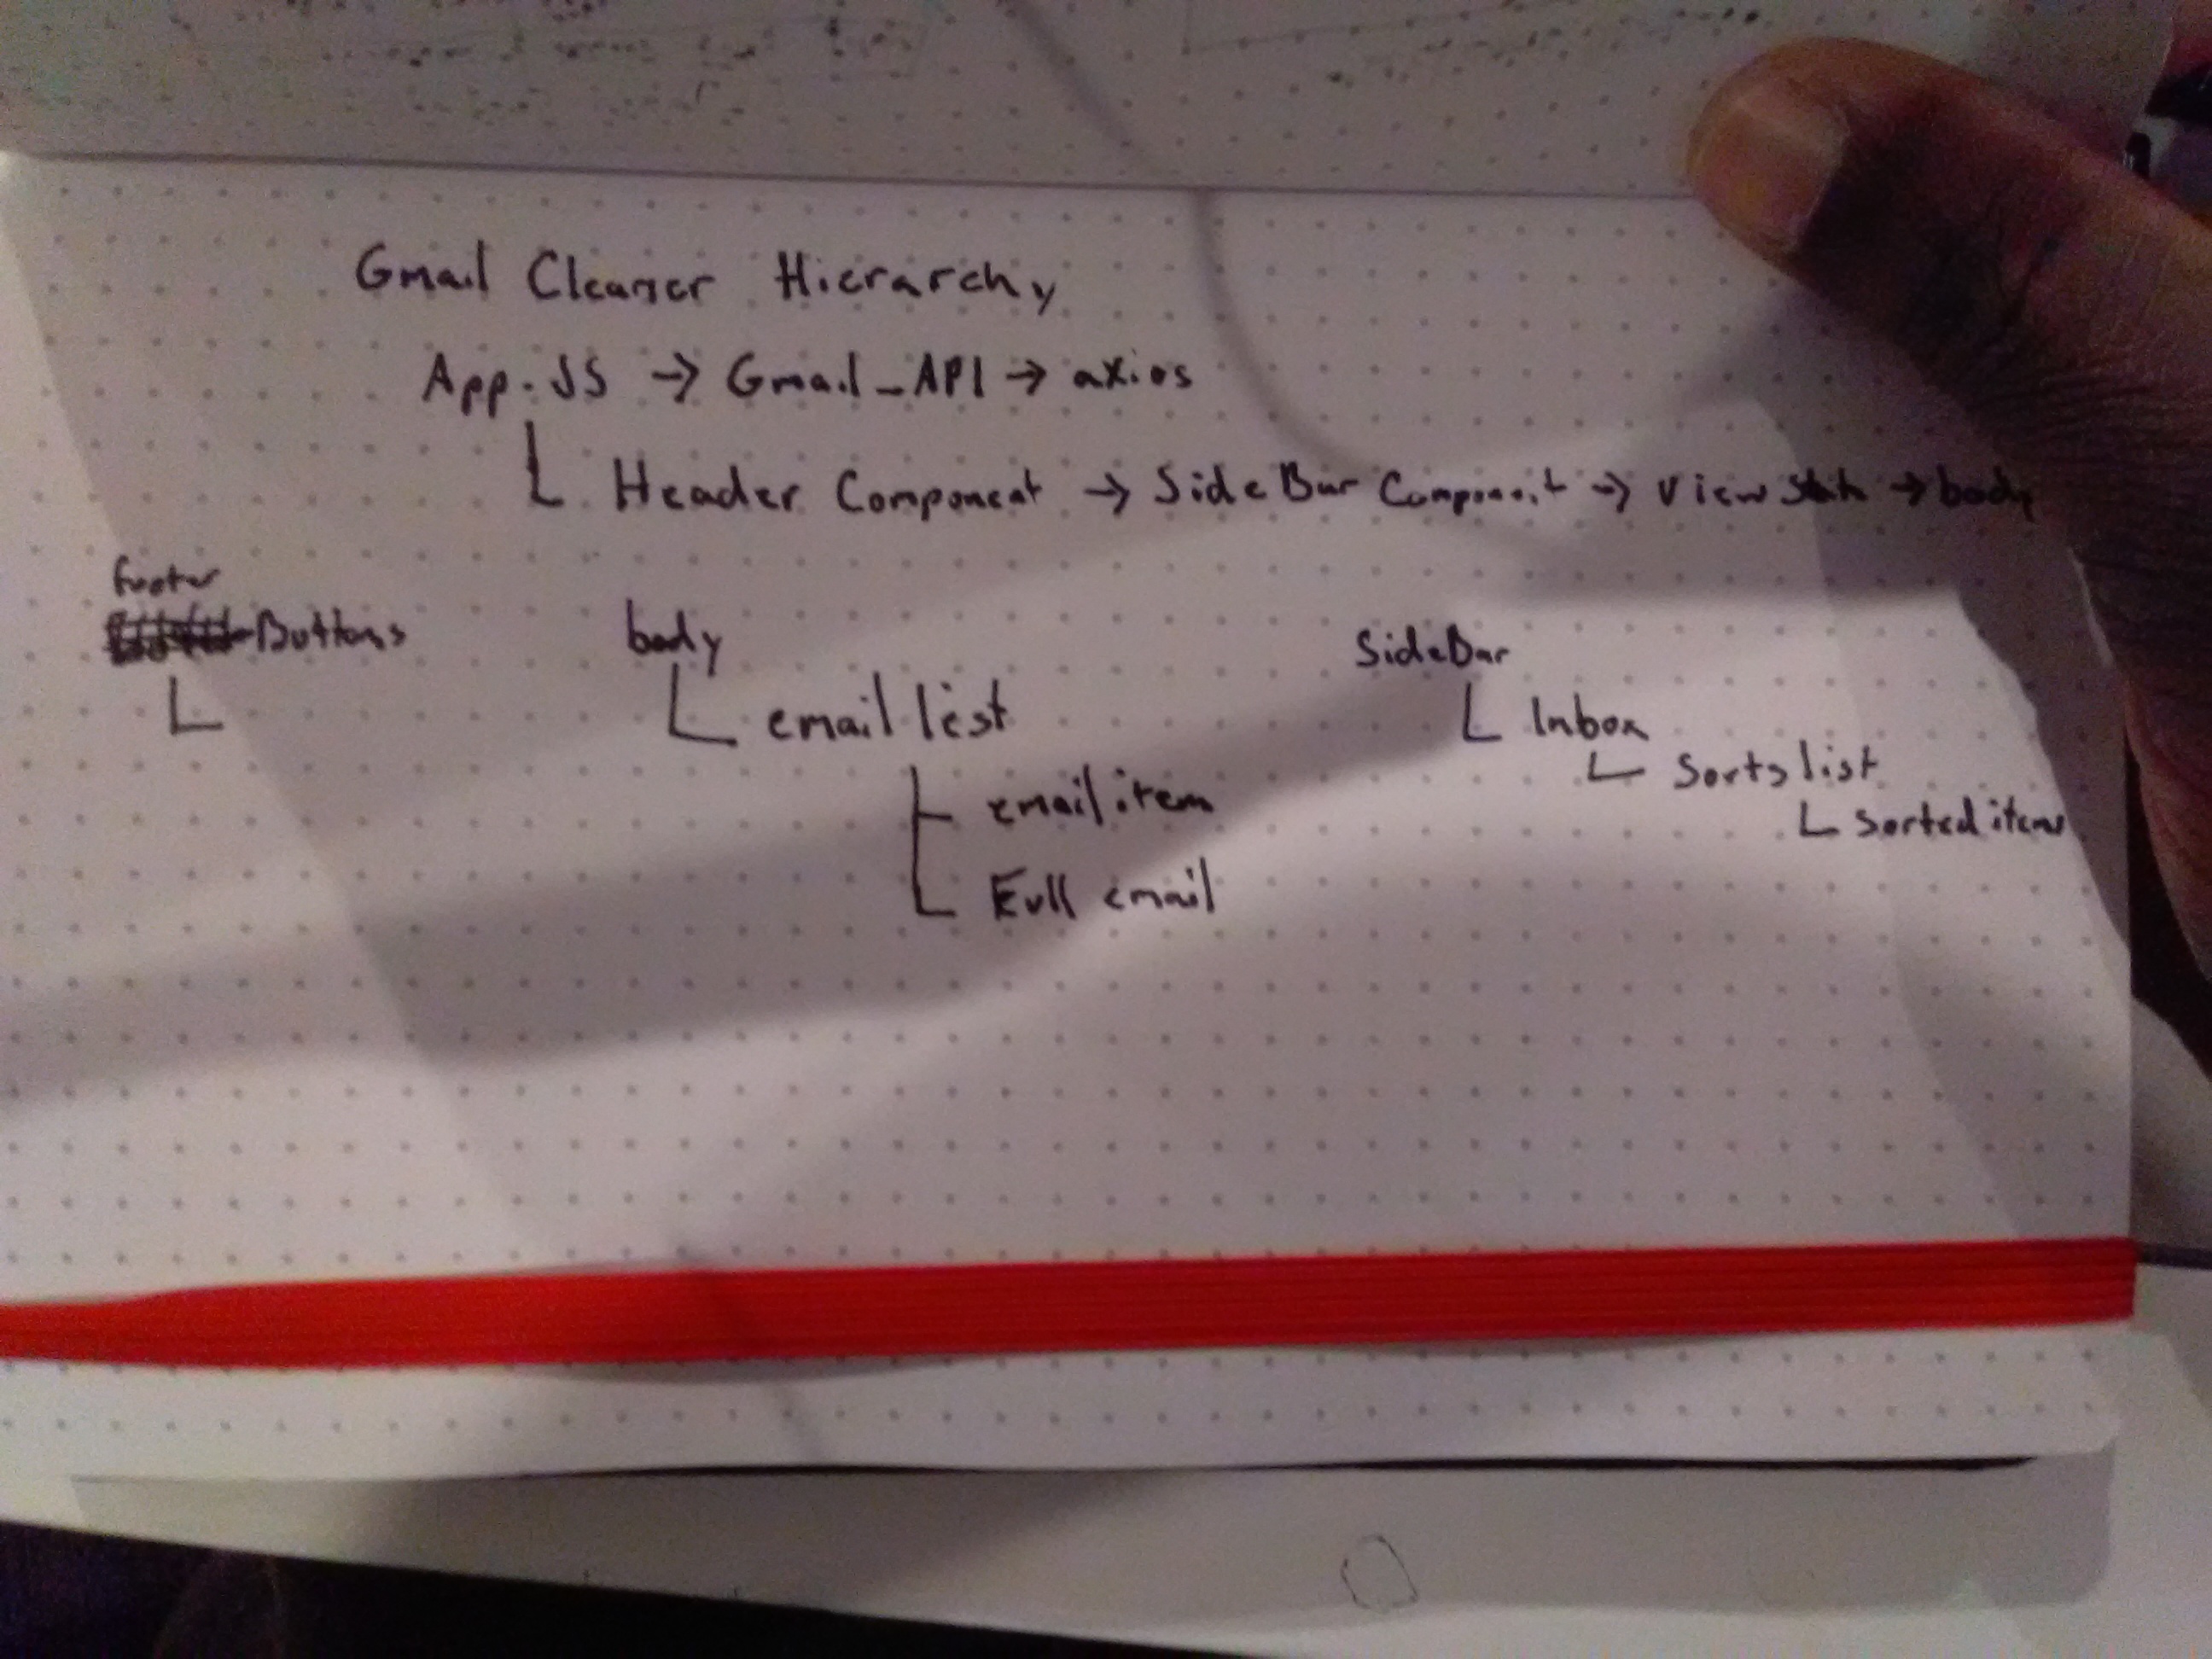 Gmail Cleaner Hierarchy
App.JS → Gmail_API → axios
Header Component → SideBar Component → View → body
footer
Buttons
body
email list
email item
Full email
SideBar
Inbox
Sorts list
Sorted items